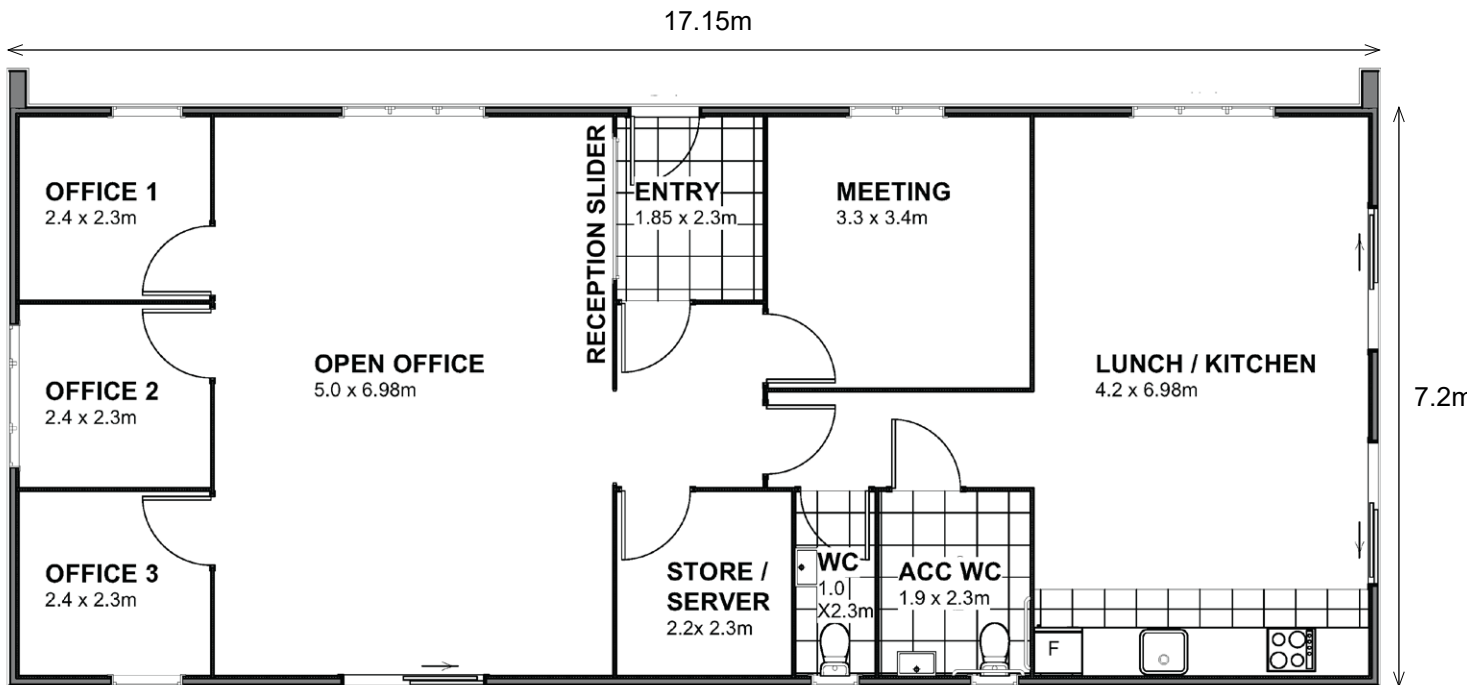 17.15m
OFFICE 1
2.4 x 2.3m
RECEPTION SLIDER
ENTRY
1.85 x 2.3m
MEETING
3.3 x 3.4m
OFFICE 2
2.4 x 2.3m
OPEN OFFICE
5.0 x 6.98m
LUNCH / KITCHEN
4.2 x 6.98m
7.2m
OFFICE 3
2.4 x 2.3m
STORE /
SERVER
2.2x 2.3m
WC
1.0
X2.3m
ACC WC
1.9 x 2.3m
F